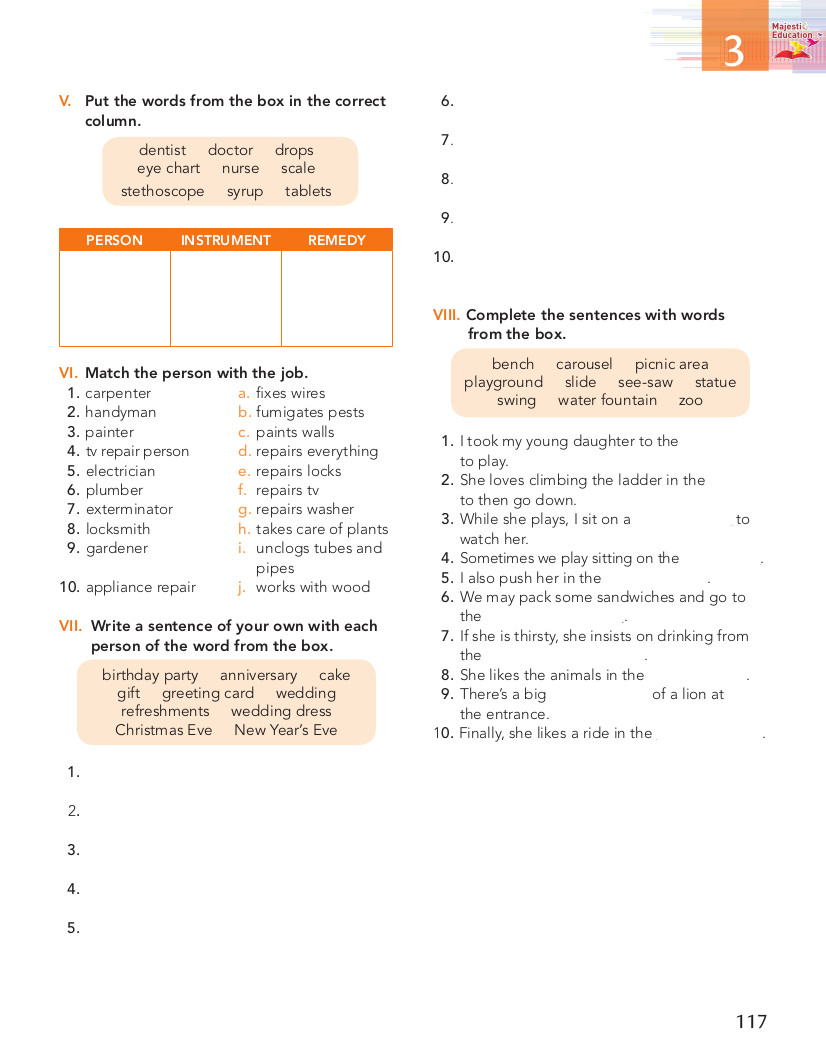 Majesti
Education
3
V. Put the words from the box in the correct
column.
dentist doctor drops
eye chart nurse scale
stethoscope syrup tablets
PERSON INSTRUMENT REMEDY
VI. Match the person with the job.
1. carpenter a. fixes wires
2. handyman b. fumigates pests
3. painter c. paints walls
4. tv repair person d. repairs everything
5. electrician e. repairs locks
6. plumber f. repairs tv
7. exterminator g. repairs washer
8. locksmith h. takes care of plants
9. gardener i. unclogs tubes and
pipes
10. appliance repair j. works with wood
VII. Write a sentence of your own with each
person of the word from the box.
birthday party anniversary cake
gift greeting card wedding
refreshments wedding dress
Christmas Eve New Year's Eve
1.
2.
3.
4.
5.
6.
7.
8.
9.
10.
VIII. Complete the sentences with words
from the box.
bench carousel picnic area
playground slide see-saw statue
swing water fountain zoo
1. I took my young daughter to the
to play.
2. She loves climbing the ladder in the
to then go down.
3. While she plays, I sit on a to
watch her.
4. Sometimes we play sitting on the .
5. I also push her in the .
6. We may pack some sandwiches and go to
the .
7. If she is thirsty, she insists on drinking from
the .
8. She likes the animals in the .
9. There's a big of a lion at
the entrance.
10. Finally, she likes a ride in the .
117